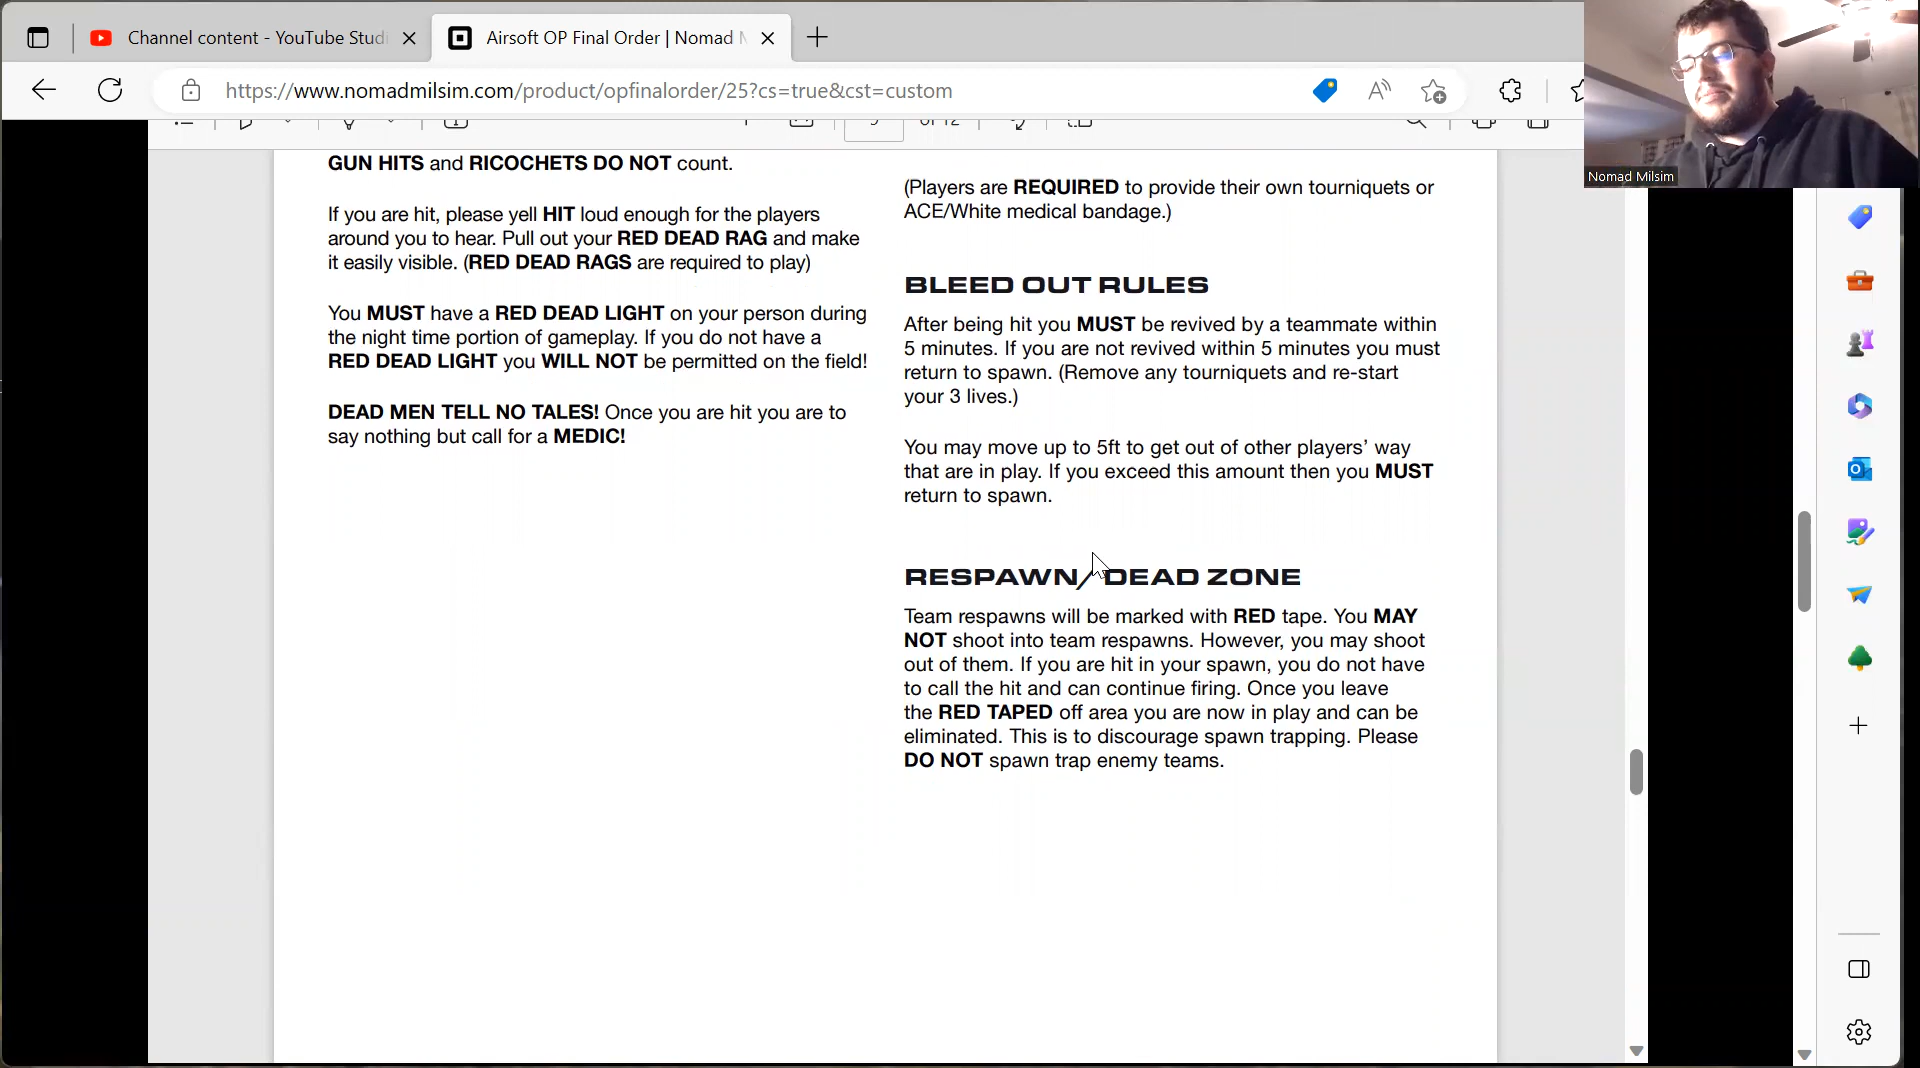 Channel content - YouTube Studi
Airsoft OP Final Order | Nomad M
https://www.nomadmilsim.com/product/opfinalorder/25?cs=true&cst=custom
Nomad Milsim
GUN HITS and RICOCHETS DO NOT count.
If you are hit, please yell HIT loud enough for the players
around you to hear. Pull out your RED DEAD RAG and make
it easily visible. (RED DEAD RAGS are required to play)
You MUST have a RED DEAD LIGHT on your person during
the night time portion of gameplay. If you do not have a
RED DEAD LIGHT you WILL NOT be permitted on the field!
DEAD MEN TELL NO TALES! Once you are hit you are to
say nothing but call for a MEDIC!
(Players are REQUIRED to provide their own tourniquets or
ACE/White medical bandage.)
BLEED OUT RULES
After being hit you MUST be revived by a teammate within
5 minutes. If you are not revived within 5 minutes you must
return to spawn. (Remove any tourniquets and re-start
your 3 lives.)
You may move up to 5ft to get out of other players’ way
that are in play. If you exceed this amount then you MUST
return to spawn.
RESPAWN/DEAD ZONE
Team respawns will be marked with RED tape. You MAY
NOT shoot into team respawns. However, you may shoot
out of them. If you are hit in your spawn, you do not have
to call the hit and can continue firing. Once you leave
the RED TAPED off area you are now in play and can be
eliminated. This is to discourage spawn trapping. Please
DO NOT spawn trap enemy teams.